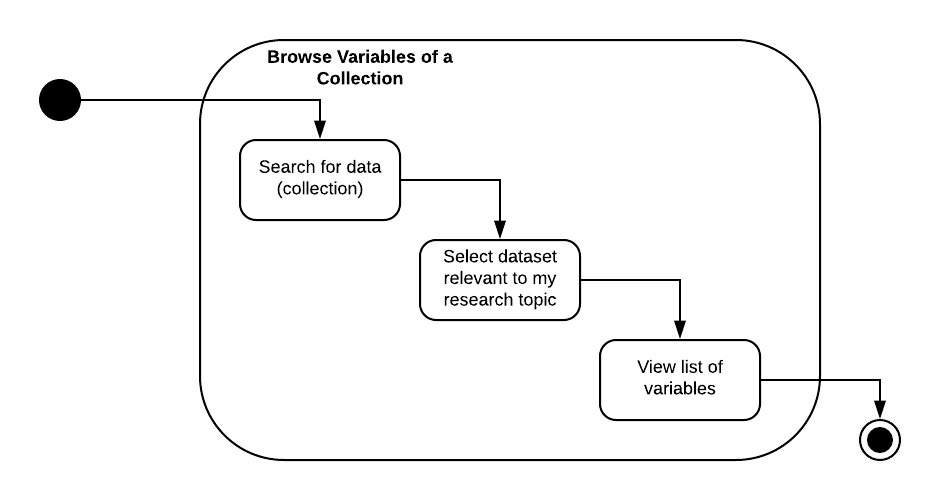 Browse Variables of a
Collection
Search for data
(collection)
Select dataset
relevant to my
research topic
View list of
variables